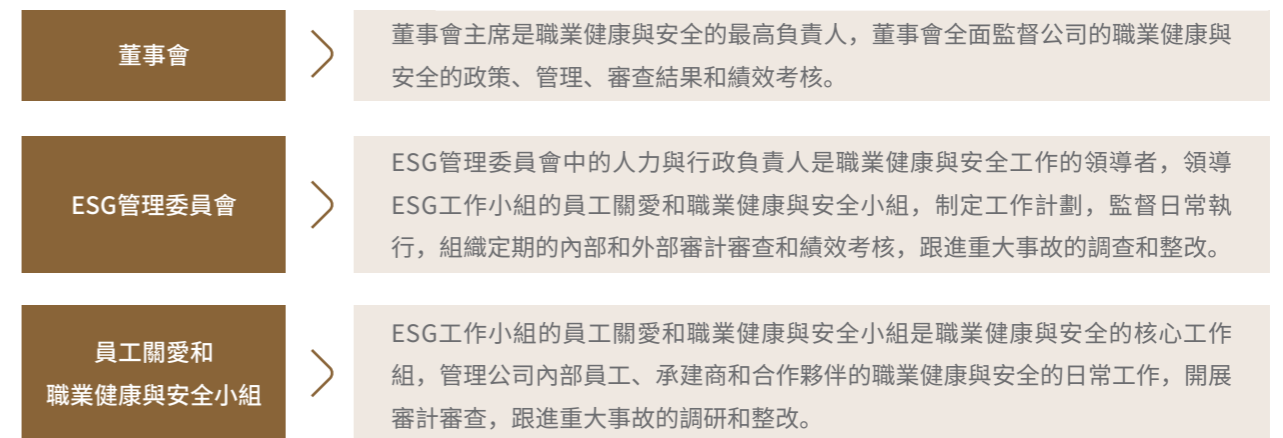 董事會
董事會主席是職業健康與安全的最高負責人，董事會全面監督公司的職業健康與
安全的政策、管理、審查結果和績效考核。
ESG管理委員會
ESG管理委員會中的人力與行政負責人是職業健康與安全工作的領導者，領導
ESG工作小組的員工關愛和職業健康與安全小組，制定工作計劃，監督日常執
行，組織定期的內部和外部審計審查和績效考核，跟進重大事故的調查和整改。
員工關愛和
職業健康與安全小組
ESG工作小組的員工關愛和職業健康與安全小組是職業健康與安全的核心工作
組，管理公司內部員工、承建商和合作夥伴的職業健康與安全的日常工作，開展
審計審查，跟進重大事故的調研和整改。